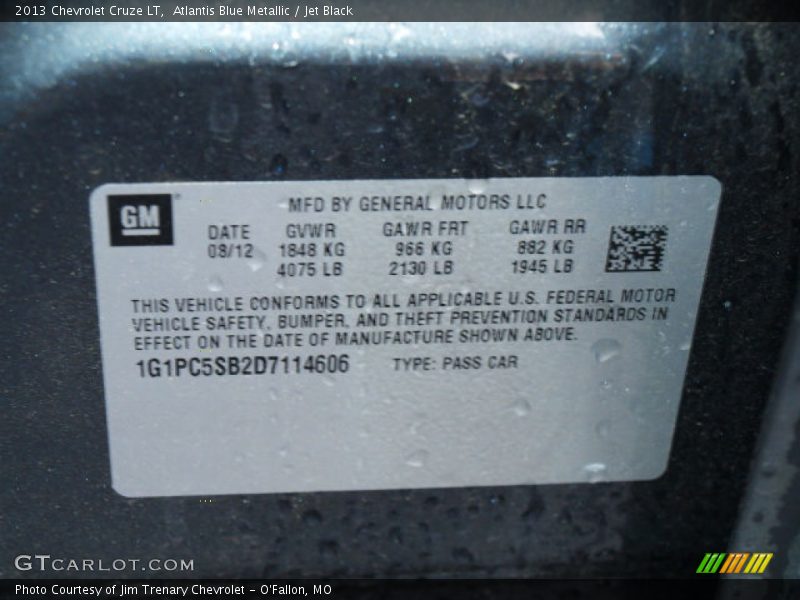 2013 Chevrolet Cruze LT,  Atlantis Blue Metallic / Jet Black
GM
MFD BY GENERAL MOTORS LLC
DATE GVWR GAWR FRT GAWR RR
08/12 1848 KG 966 KG 882 KG
4075 LB 2130 LB 1945 LB
THIS VEHICLE CONFORMS TO ALL APPLICABLE U.S. FEDERAL MOTOR
VEHICLE SAFETY, BUMPER, AND THEFT PREVENTION STANDARDS IN
EFFECT ON THE DATE OF MANUFACTURE SHOWN ABOVE.
1G1PC5SB2D7114606 TYPE: PASS CAR
GTCARLOT.COM
Photo Courtesy of Jim Trenary Chevrolet - O'Fallon, MO